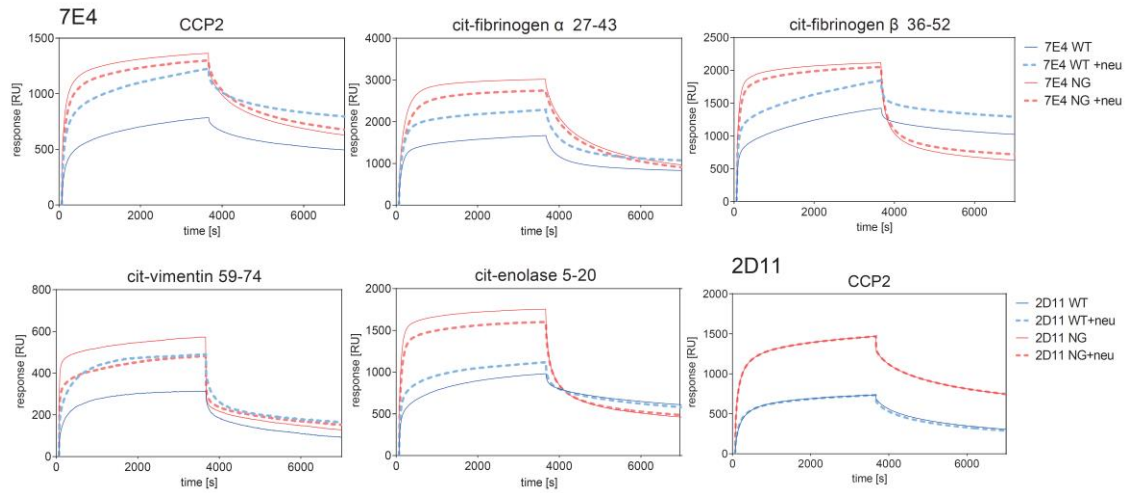 7E4
CCP2
1500
1000
500
0
response [RU]
0 2000 4000 6000
time [s]
cit-fibrinogen α 27-43
4000
3000
2000
1000
0
response [RU]
0 2000 4000 6000
time [s]
cit-fibrinogen β 36-52
2500
2000
1500
1000
500
0
response [RU]
0 2000 4000 6000
time [s]
7E4 WT
7E4 WT +neu
7E4 NG
7E4 NG +neu
cit-vimentin 59-74
800
600
400
200
0
response [RU]
0 2000 4000 6000
time [s]
cit-enolase 5-20
2000
1500
1000
500
0
response [RU]
0 2000 4000 6000
time [s]
2D11
CCP2
2000
1500
1000
500
0
response [RU]
0 2000 4000 6000
time [s]
2D11 WT
2D11 WT+neu
2D11 NG
2D11 NG+neu